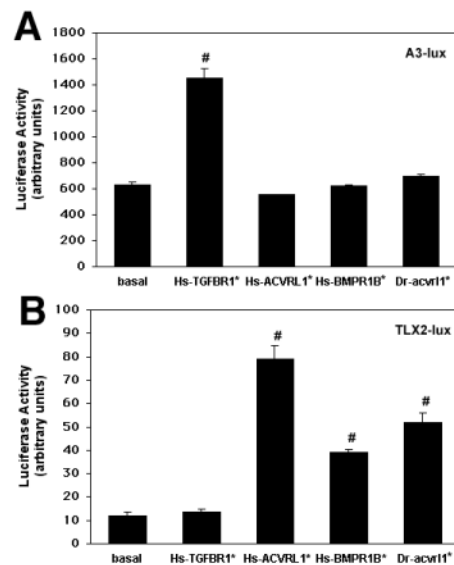 A
A3-lux
Luciferase Activity
(arbitrary units)
1800
1600
1400
1200
1000
800
600
400
200
0
#
basal
Hs-TGFBR1*
Hs-ACVRL1*
Hs-BMPR1B*
Dr-acvrl1*
B
TLX2-lux
Luciferase Activity
(arbitrary units)
100
90
80
70
60
50
40
30
20
10
0
#
#
#
basal
Hs-TGFBR1*
Hs-ACVRL1*
Hs-BMPR1B*
Dr-acvrl1*